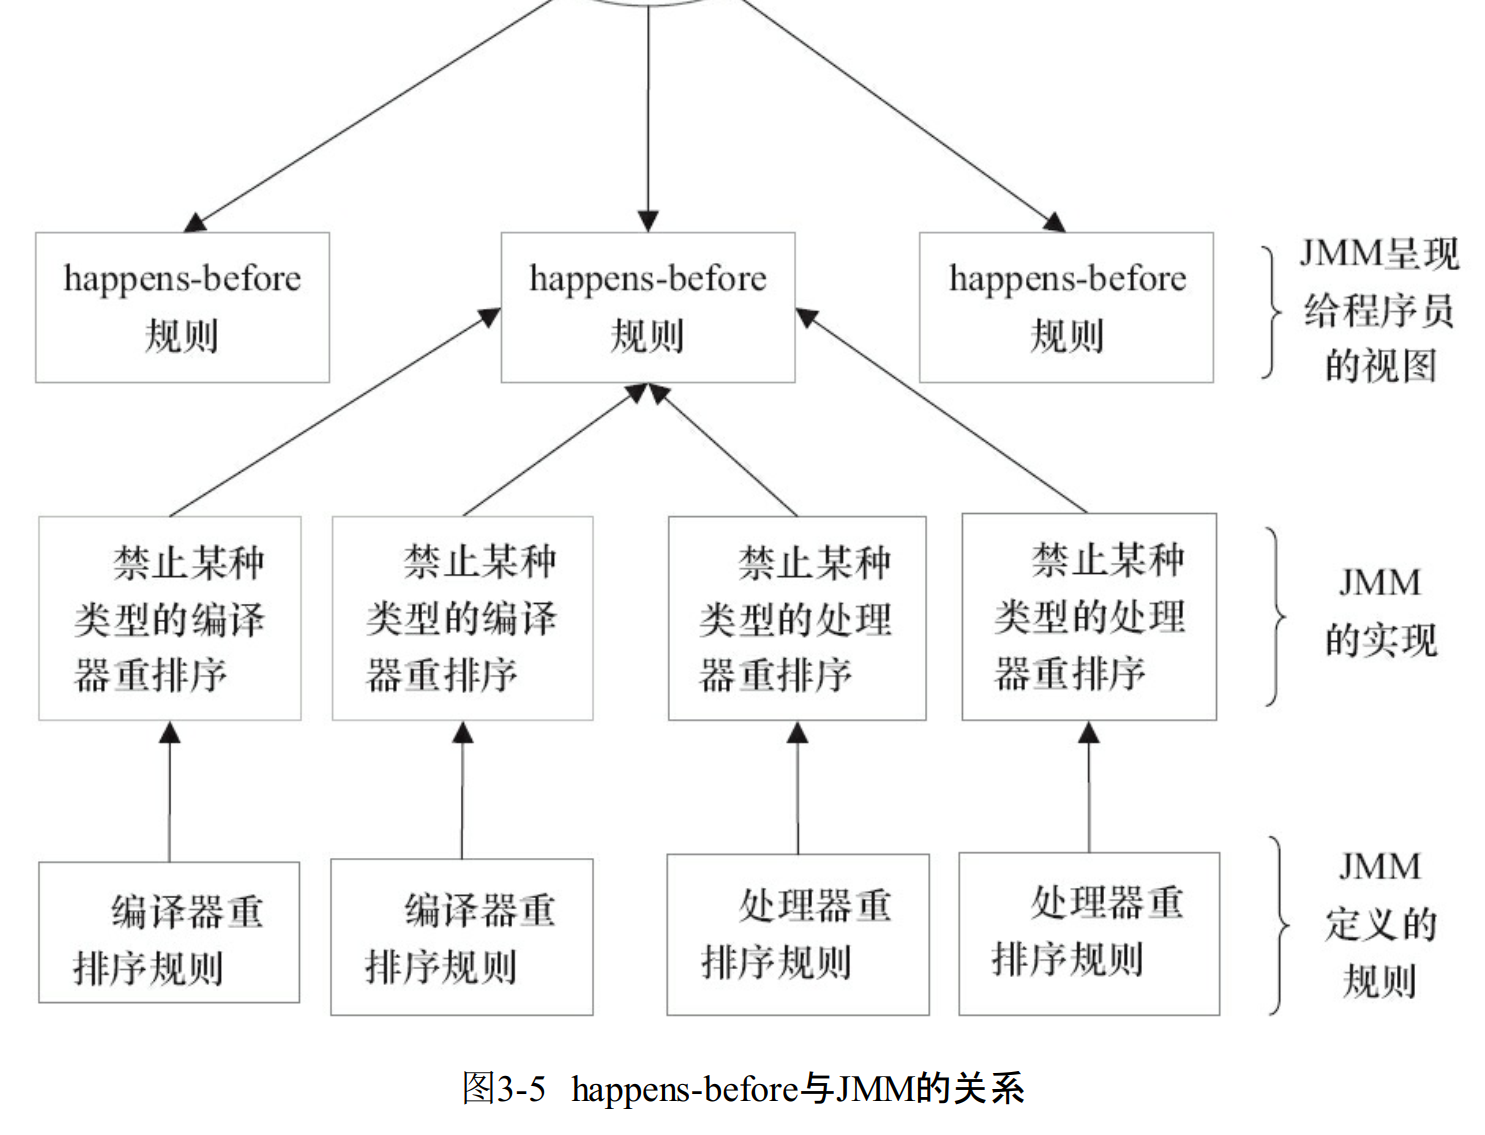 happens-before
规则
happens-before
规则
happens-before
规则
JMM呈现
给程序员
的视图
禁止某种
类型的编译
器重排序
禁止某种
类型的编译
器重排序
禁止某种
类型的处理
器重排序
禁止某种
类型的处理
器重排序
JMM
的实现
编译器重
排序规则
编译器重
排序规则
处理器重
排序规则
处理器重
排序规则
JMM
定义的
规则
图3-5 happens-before与JMM的关系